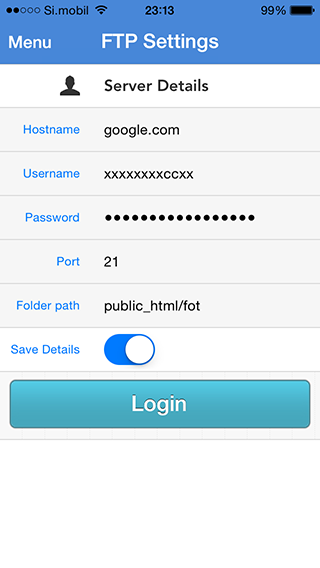 Si.mobil 23:13 99%
Menu FTP Settings
Server Details
Hostname google.com
Username xxxxxxxxccxx
Password •••••••••••••••••
Port 21
Folder path public_html/fot
Save Details
Login